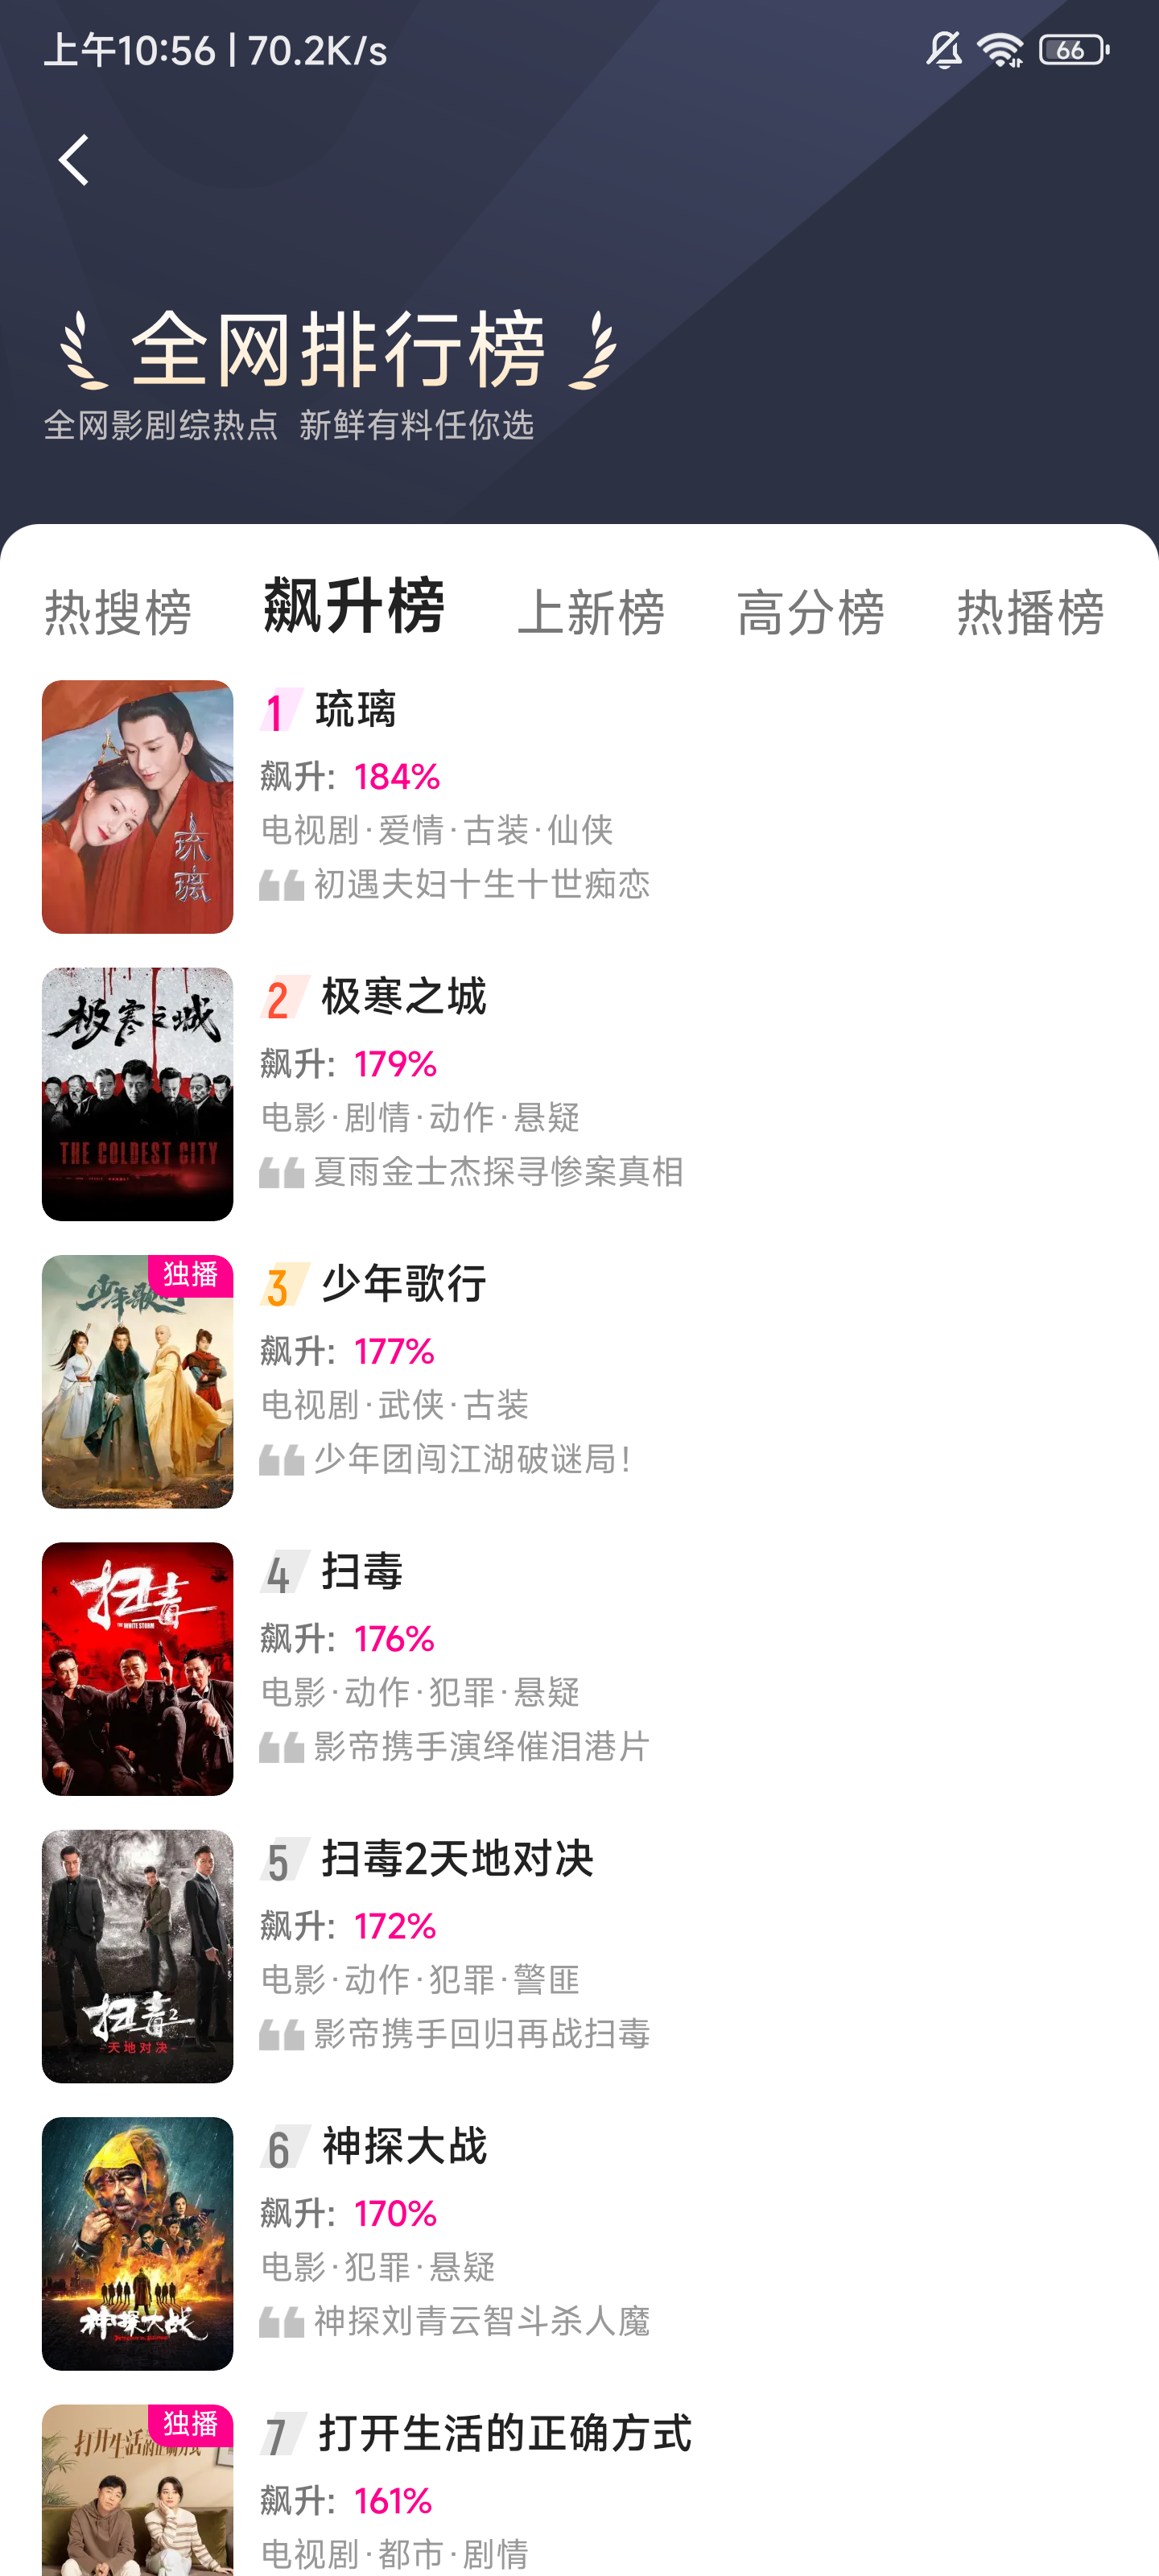 上午10:56 | 70.2K/s
66
全网排行榜
全网影剧综热点 新鲜有料任你选
热搜榜 飙升榜 上新榜 高分榜 热播榜
琉璃
1 琉璃
飙升: 184%
电视剧·爱情·古装·仙侠
初遇夫妇十生十世痴恋
极寒之城
THE COLDEST CITY
2 极寒之城
飙升: 179%
电影·剧情·动作·悬疑
夏雨金士杰探寻惨案真相
独播
少年歌
3 少年歌行
飙升: 177%
电视剧·武侠·古装
少年团闯江湖破谜局!
扫毒
THE WHITE STORM
4 扫毒
飙升: 176%
电影·动作·犯罪·悬疑
影帝携手演绎催泪港片
扫毒2
天地对决
5 扫毒2天地对决
飙升: 172%
电影·动作·犯罪·警匪
影帝携手回归再战扫毒
神探大战
6 神探大战
飙升: 170%
电影·犯罪·悬疑
神探刘青云智斗杀人魔
独播
打开生活的正确方式
7 打开生活的正确方式
飙升: 161%
电视剧·都市·剧情